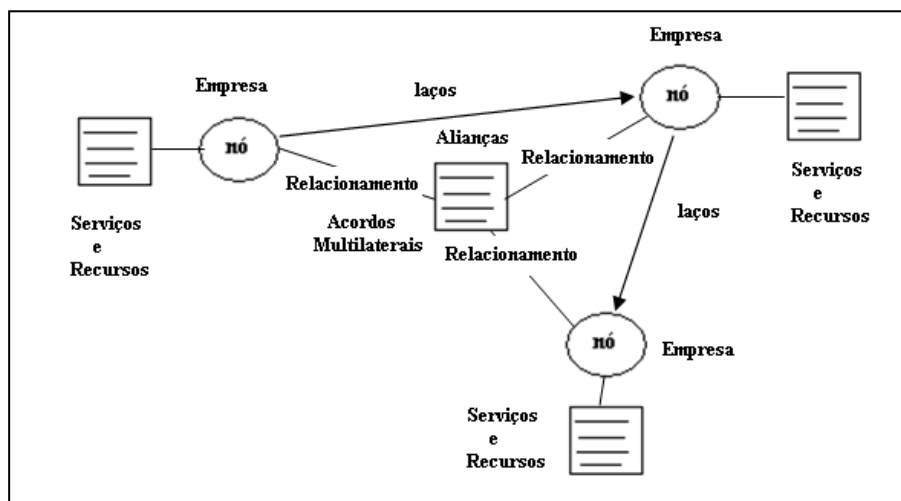 Empresa
Empresa
laços
nó
nó
Alianças
Relacionamento
Relacionamento
Serviços
e
Recursos
Serviços
e
Recursos
Acordos
Multilaterais
laços
Relacionamento
nó
Empresa
Serviços
e
Recursos